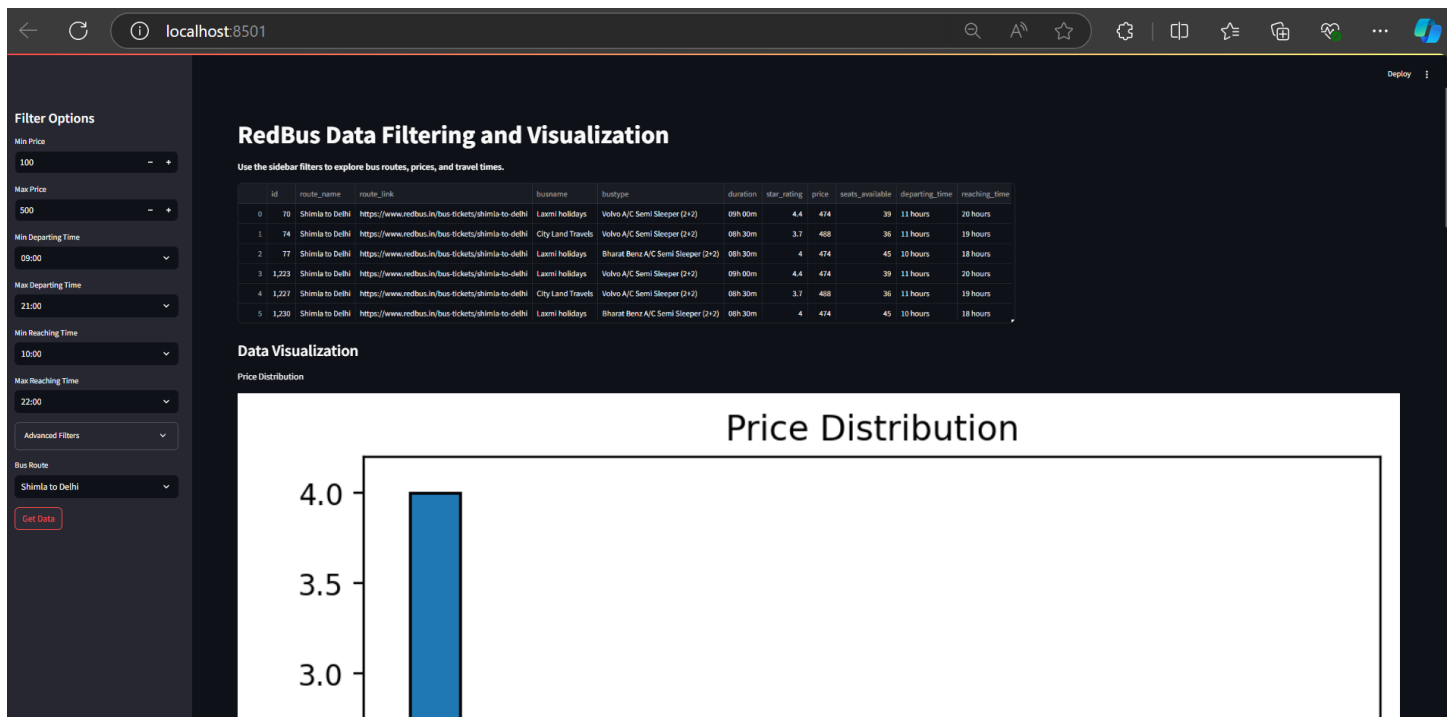 localhost:8501
Deploy
Filter Options
Min Price
100
Max Price
500
Min Departing Time
09:00
Max Departing Time
21:00
Min Reaching Time
10:00
Max Reaching Time
22:00
Advanced Filters
Bus Route
Shimla to Delhi
Get Data
RedBus Data Filtering and Visualization
Use the sidebar filters to explore bus routes, prices, and travel times.
id route_name route_link busname bustype duration star_rating price seats_available departing_time reaching_time
0 70 Shimla to Delhi https://www.redbus.in/bus-tickets/shimla-to-delhi Laxmi holidays Volvo A/C Semi Sleeper (2+2) 09h 00m 4.4 474 39 11 hours 20 hours
1 74 Shimla to Delhi https://www.redbus.in/bus-tickets/shimla-to-delhi City Land Travels Volvo A/C Semi Sleeper (2+2) 08h 30m 3.7 488 36 11 hours 19 hours
2 77 Shimla to Delhi https://www.redbus.in/bus-tickets/shimla-to-delhi Laxmi holidays Bharat Benz A/C Semi Sleeper (2+2) 08h 30m 4 474 45 10 hours 18 hours
3 1,223 Shimla to Delhi https://www.redbus.in/bus-tickets/shimla-to-delhi Laxmi holidays Volvo A/C Semi Sleeper (2+2) 09h 00m 4.4 474 39 11 hours 20 hours
4 1,227 Shimla to Delhi https://www.redbus.in/bus-tickets/shimla-to-delhi City Land Travels Volvo A/C Semi Sleeper (2+2) 08h 30m 3.7 488 36 11 hours 19 hours
5 1,230 Shimla to Delhi https://www.redbus.in/bus-tickets/shimla-to-delhi Laxmi holidays Bharat Benz A/C Semi Sleeper (2+2) 08h 30m 4 474 45 10 hours 18 hours
Data Visualization
Price Distribution
Price Distribution
4.0
3.5
3.0